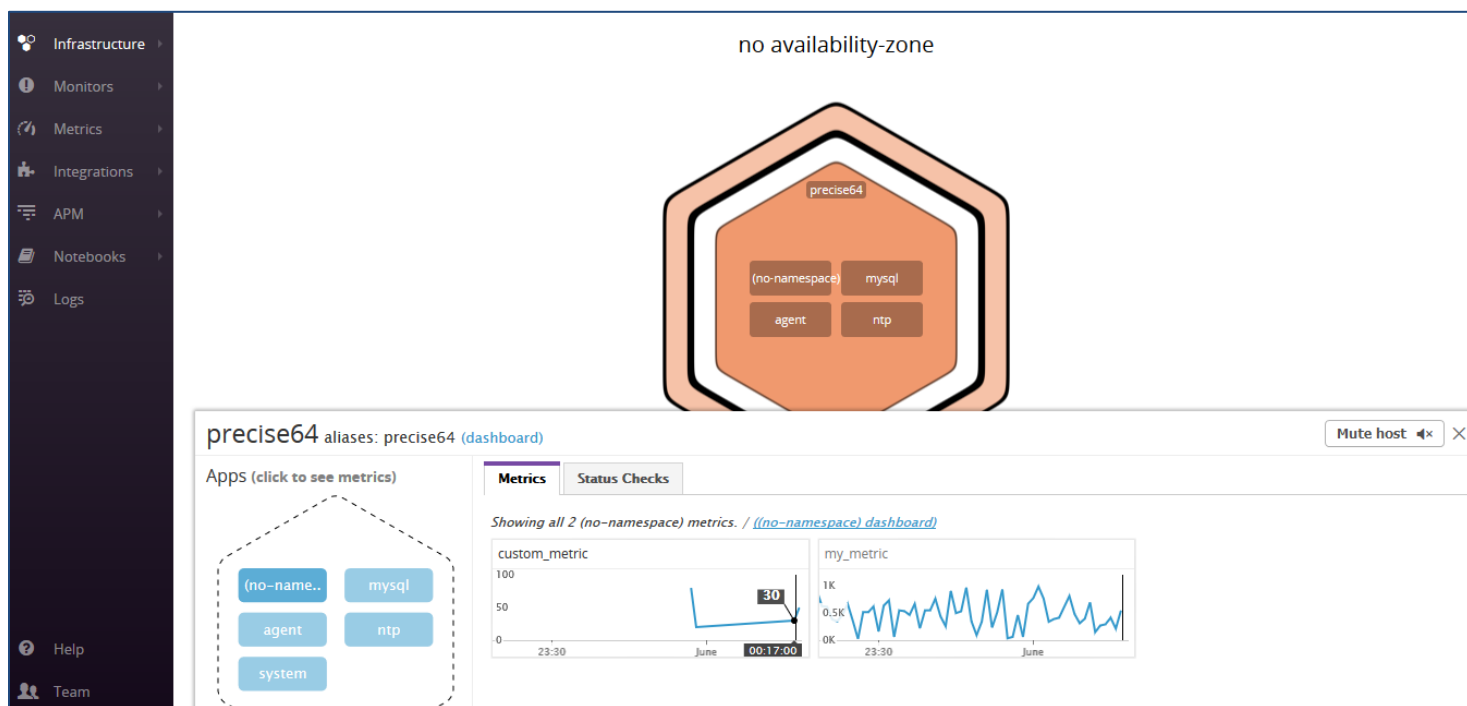 Infrastructure
Monitors
Metrics
Integrations
APM
Notebooks
Logs
Help
Team
no availability-zone
precise64
(no-namespace) mysql
agent ntp
precise64 aliases: precise64 (dashboard)
Mute host
Apps (click to see metrics)
(no-name.. mysql
agent ntp
system
Metrics Status Checks
Showing all 2 (no-namespace) metrics. / ((no-namespace) dashboard)
custom_metric
100
50
0
30
23:30 June 00:17:00
my_metric
1K
0.5K
0K
23:30 June